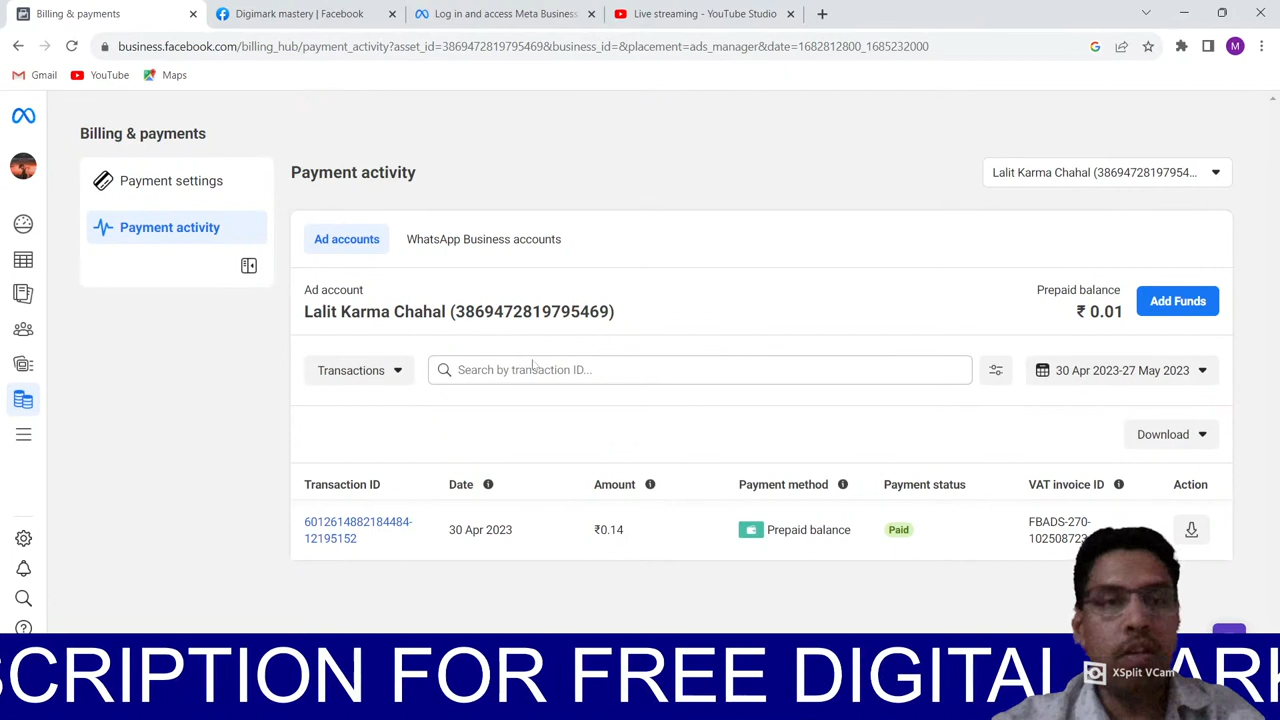 Billing & payments
Digimark mastery | Facebook
Log in and access Meta Business
Live streaming - YouTube Studio
business.facebook.com/billing_hub/payment_activity?asset_id=3869472819795469&business_id=&placement=ads_manager&date=1682812800_1685232000
M
Gmail
YouTube
Maps
Billing & payments
Payment settings
Payment activity
Payment activity
Lalit Karma Chahal (38694728197954...
Ad accounts
WhatsApp Business accounts
Ad account
Lalit Karma Chahal (3869472819795469)
Prepaid balance
₹ 0.01
Add Funds
Transactions
Search by transaction ID...
30 Apr 2023-27 May 2023
Download
Transaction ID
Date
Amount
Payment method
Payment status
VAT invoice ID
Action
6012614882184484-
12195152
30 Apr 2023
₹0.14
Prepaid balance
Paid
FBADS-270-
102508723
XSplit VCam
SCRIPTION FOR FREE DIGITAL